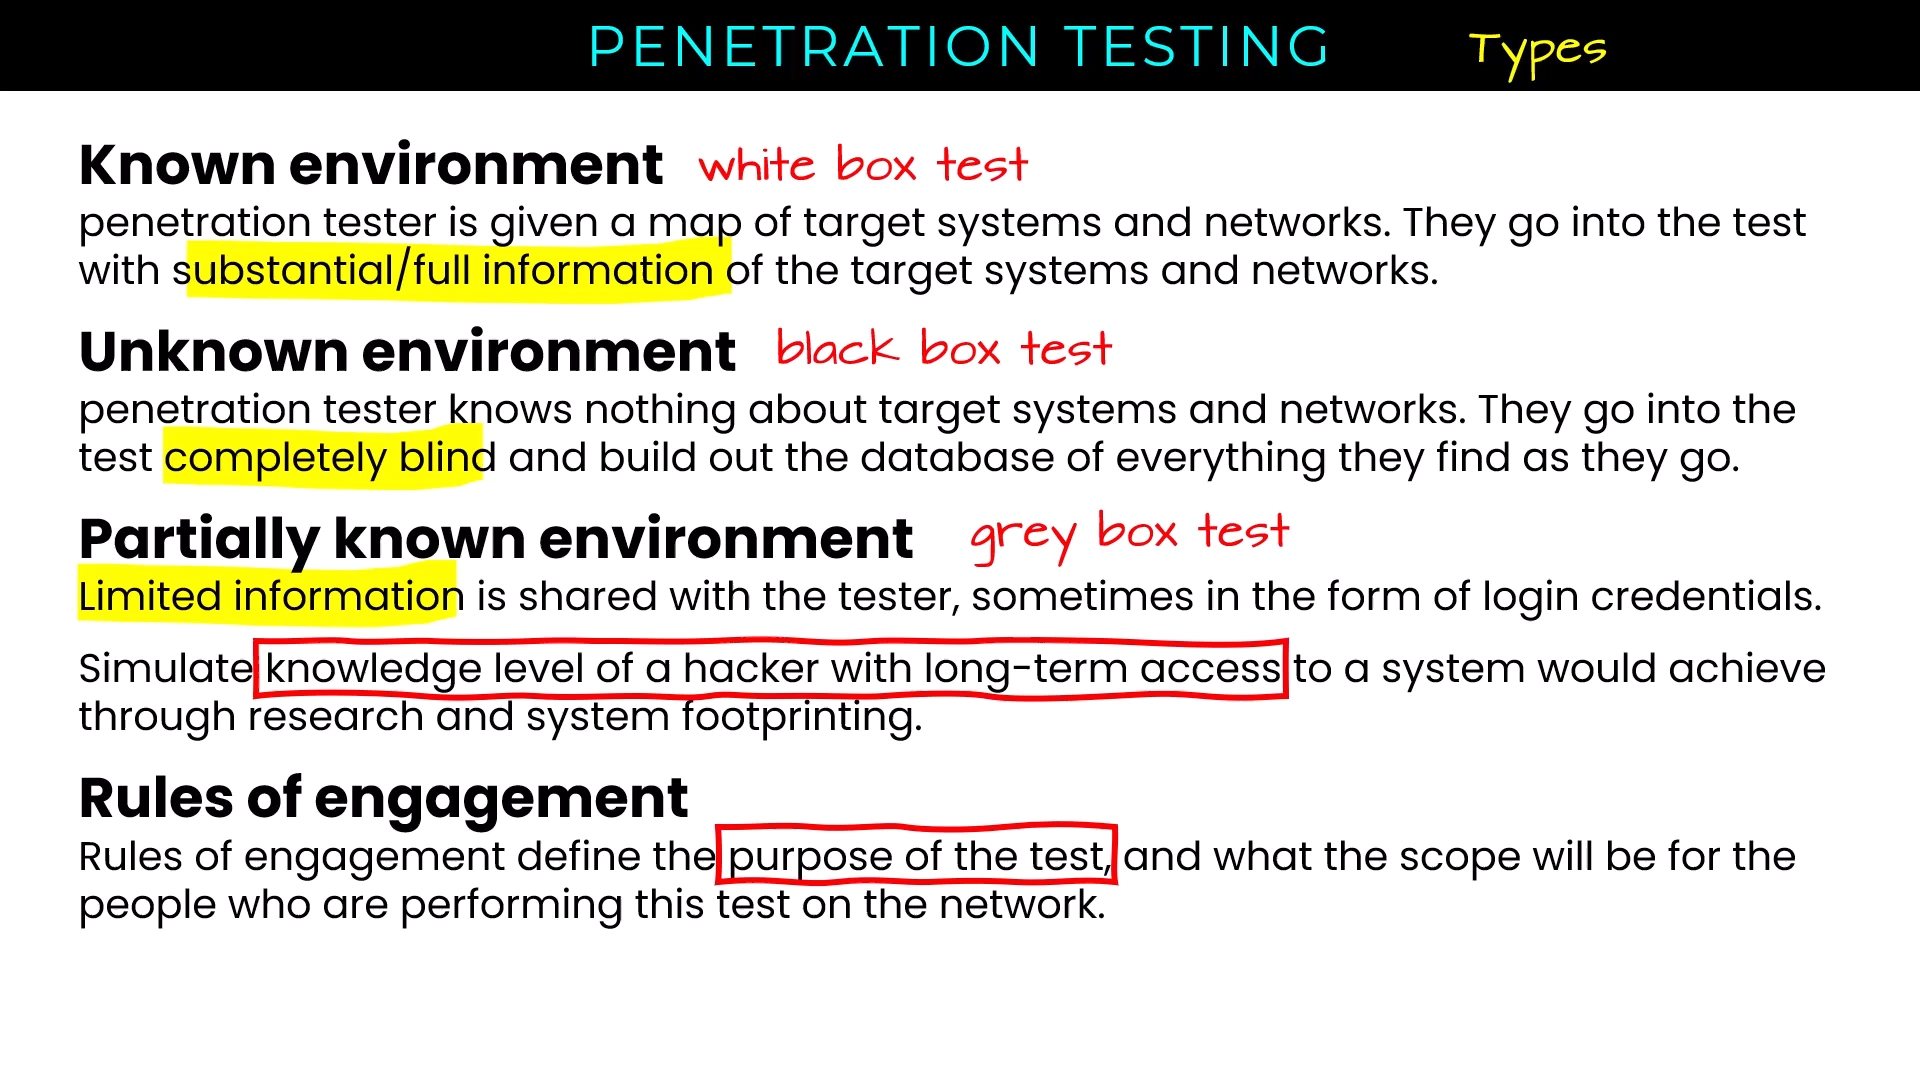 PENETRATION TESTING Types
Known environment white box test
penetration tester is given a map of target systems and networks. They go into the test
with substantial/full information of the target systems and networks.
Unknown environment black box test
penetration tester knows nothing about target systems and networks. They go into the
test completely blind and build out the database of everything they find as they go.
Partially known environment grey box test
Limited information is shared with the tester, sometimes in the form of login credentials.
Simulate knowledge level of a hacker with long-term access to a system would achieve
through research and system footprinting.
Rules of engagement
Rules of engagement define the purpose of the test, and what the scope will be for the
people who are performing this test on the network.